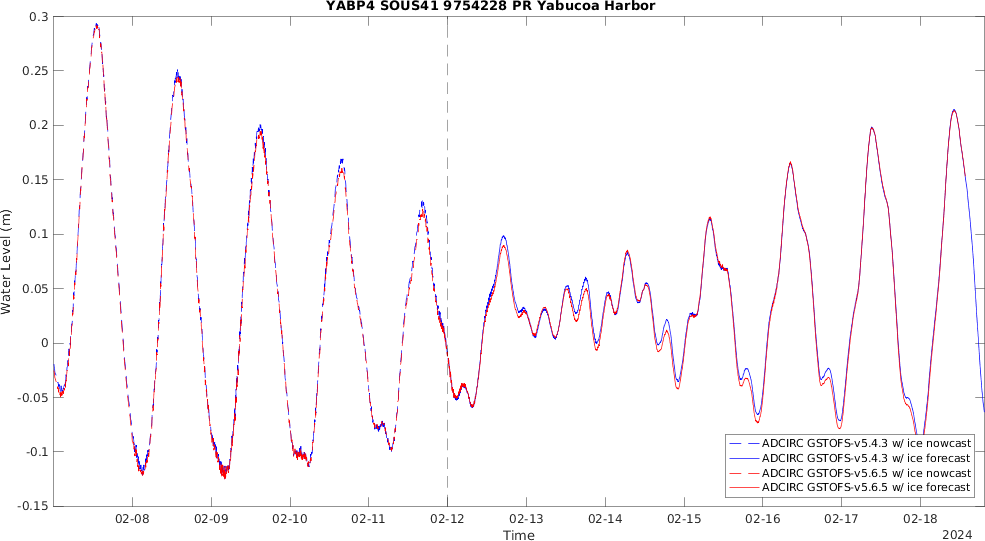 YABP4 SOUS41 9754228 PR Yabucoa Harbor
0.3
0.25
0.2
0.15
0.1
0.05
0
-0.05
-0.1
-0.15
Water Level (m)
ADCIRC GSTOFS-v5.4.3 w/ ice nowcast
ADCIRC GSTOFS-v5.4.3 w/ ice forecast
ADCIRC GSTOFS-v5.6.5 w/ ice nowcast
ADCIRC GSTOFS-v5.6.5 w/ ice forecast
02-08 02-09 02-10 02-11 02-12 02-13 02-14 02-15 02-16 02-17 02-18
Time
2024